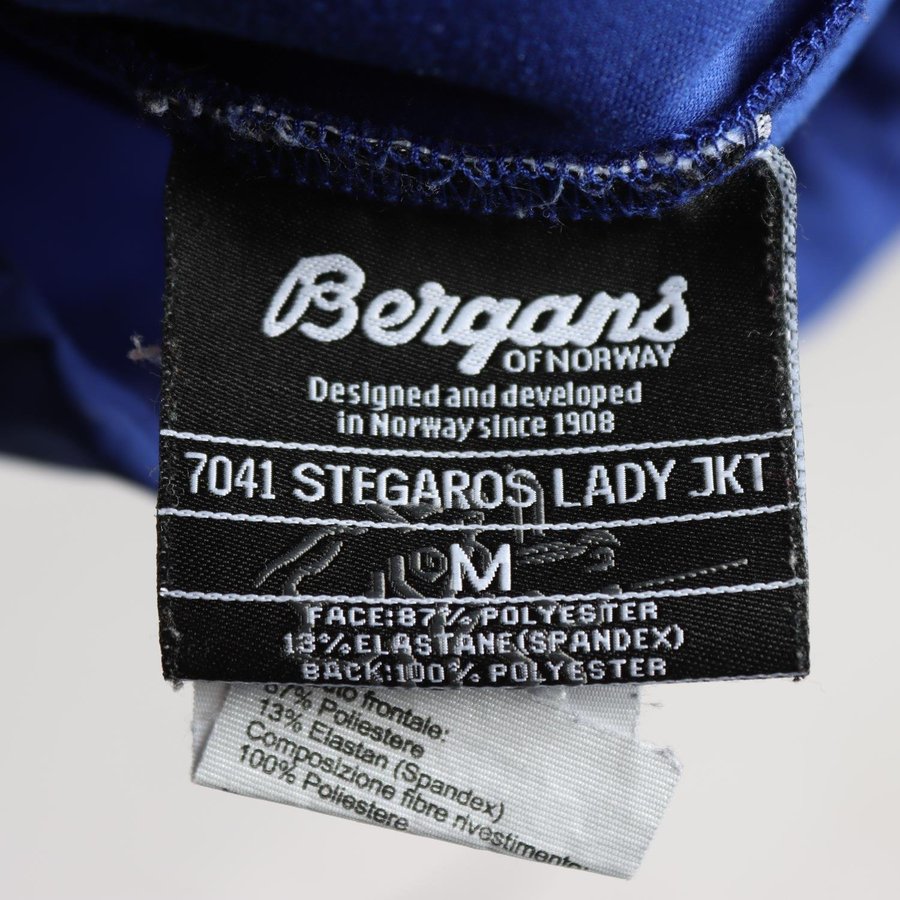 Bergans
OF NORWAY
Designed and developed
in Norway since 1908
7041 STEGAROS LADY JKT
M
FACE:87% POLYESTER
13%ELASTANE(SPANDEX)
BACK:100% POLYESTER
frontale:
87% Poliestere
13% Elastan (Spandex)
Composizione fibre rivestimento
100% Poliestere